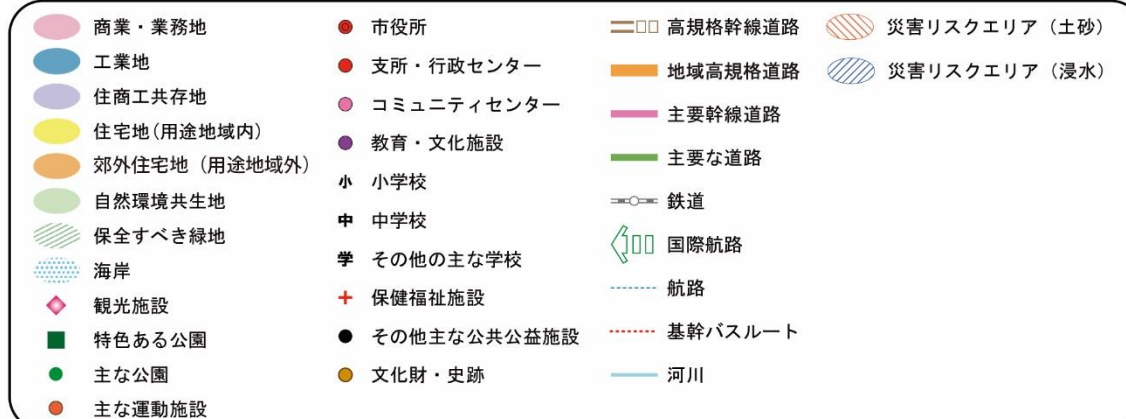 商業・業務地
工業地
住商工共存地
住宅地(用途地域内)
郊外住宅地（用途地域外）
自然環境共生地
保全すべき緑地
海岸
観光施設
特色ある公園
主な公園
主な運動施設
市役所
支所・行政センター
コミュニティセンター
教育・文化施設
小 小学校
中 中学校
学 その他の主な学校
保健福祉施設
その他主な公共公益施設
文化財・史跡
高規格幹線道路
地域高規格道路
主要幹線道路
主要な道路
鉄道
国際航路
航路
基幹バスルート
河川
災害リスクエリア（土砂）
災害リスクエリア（浸水）